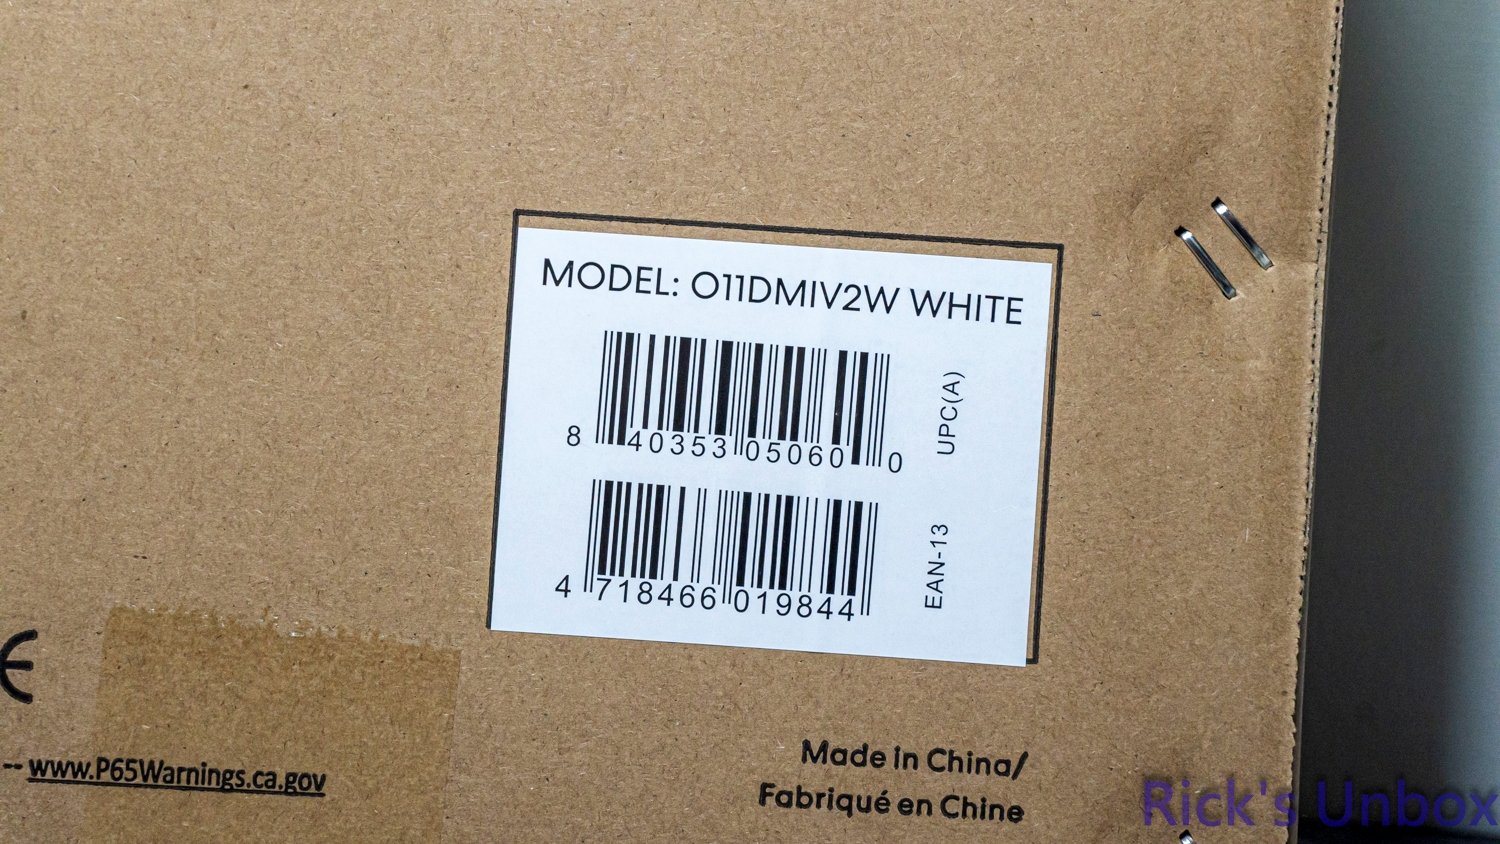 MODEL: O11DMIV2W WHITE
8 40353 05060 0
UPC(A)
4 718466 019844
EAN-13
CE
-- www.P65Warnings.ca.gov
Made in China/
Fabriqué en Chine
Rick's Unbox